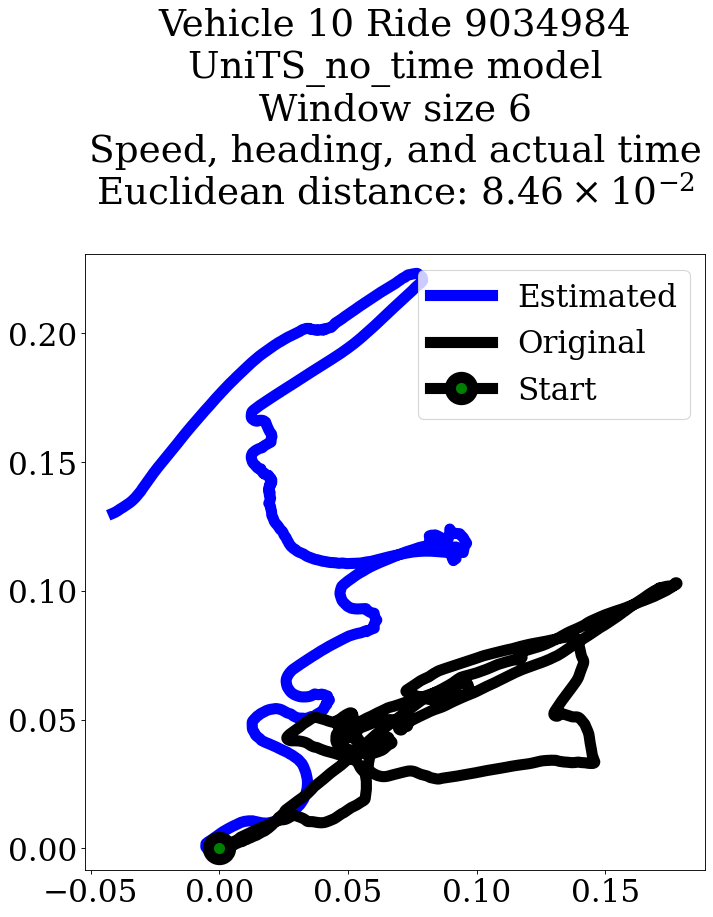 Vehicle 10 Ride 9034984
UniTS_no_time model
Window size 6
Speed, heading, and actual time
Euclidean distance: 8.46 × 10⁻²
Estimated
Original
Start
0.20
0.15
0.10
0.05
0.00
−0.05 0.00 0.05 0.10 0.15